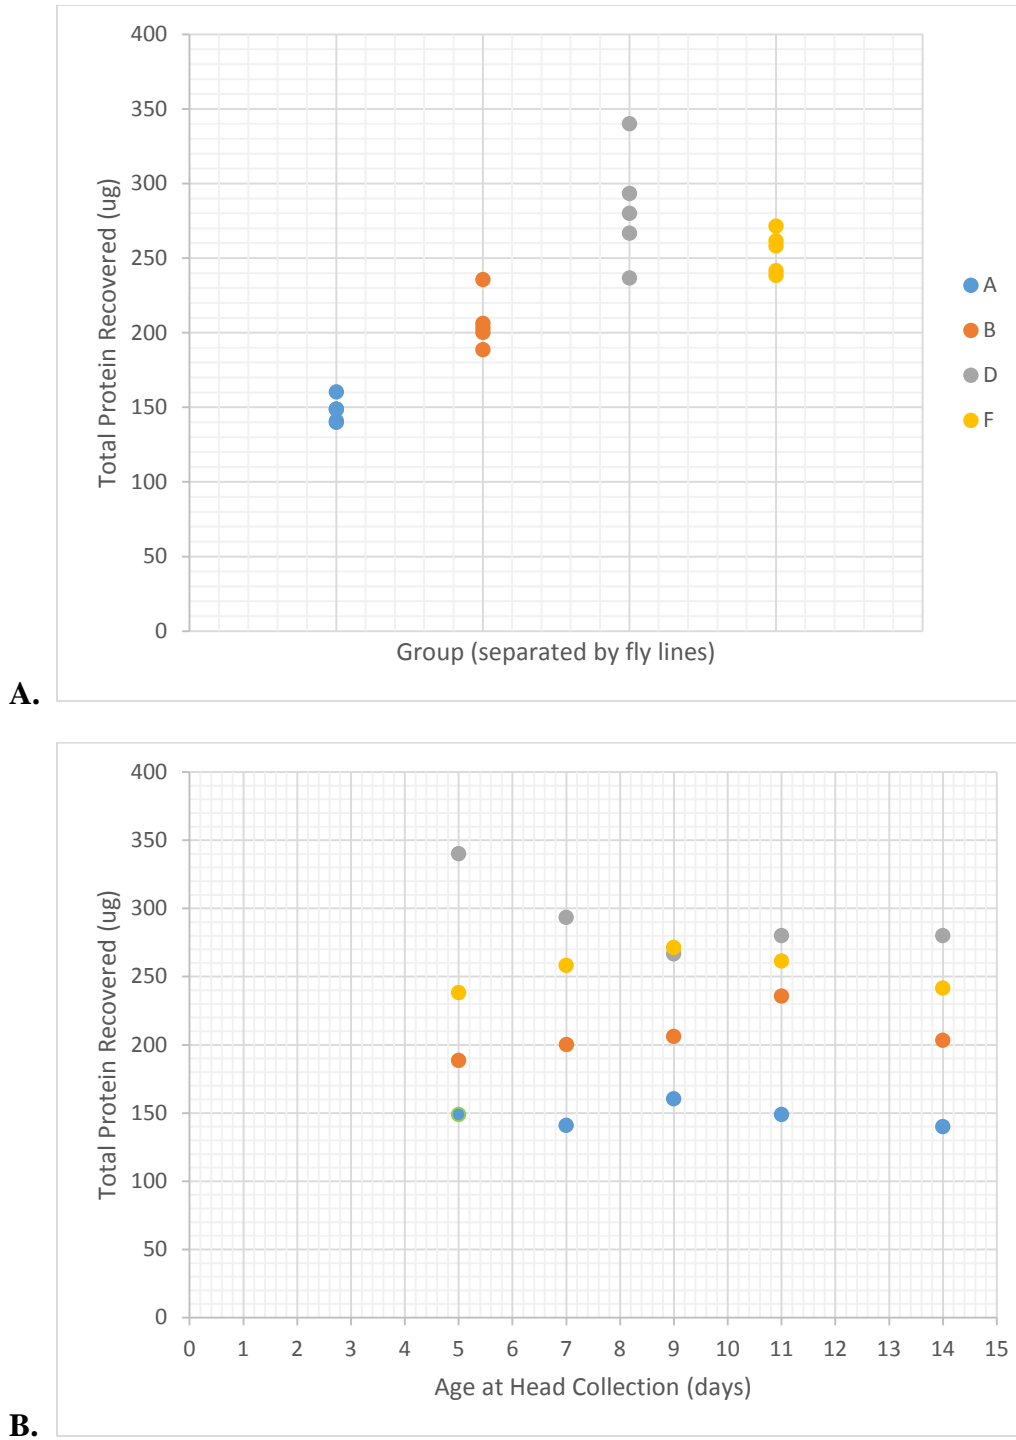 400
350
300
250
200
150
100
50
0
Total Protein Recovered (ug)
Group (separated by fly lines)
A
B
D
F
A.
400
350
300
250
200
150
100
50
0
Total Protein Recovered (ug)
0 1 2 3 4 5 6 7 8 9 10 11 12 13 14 15
Age at Head Collection (days)
B.